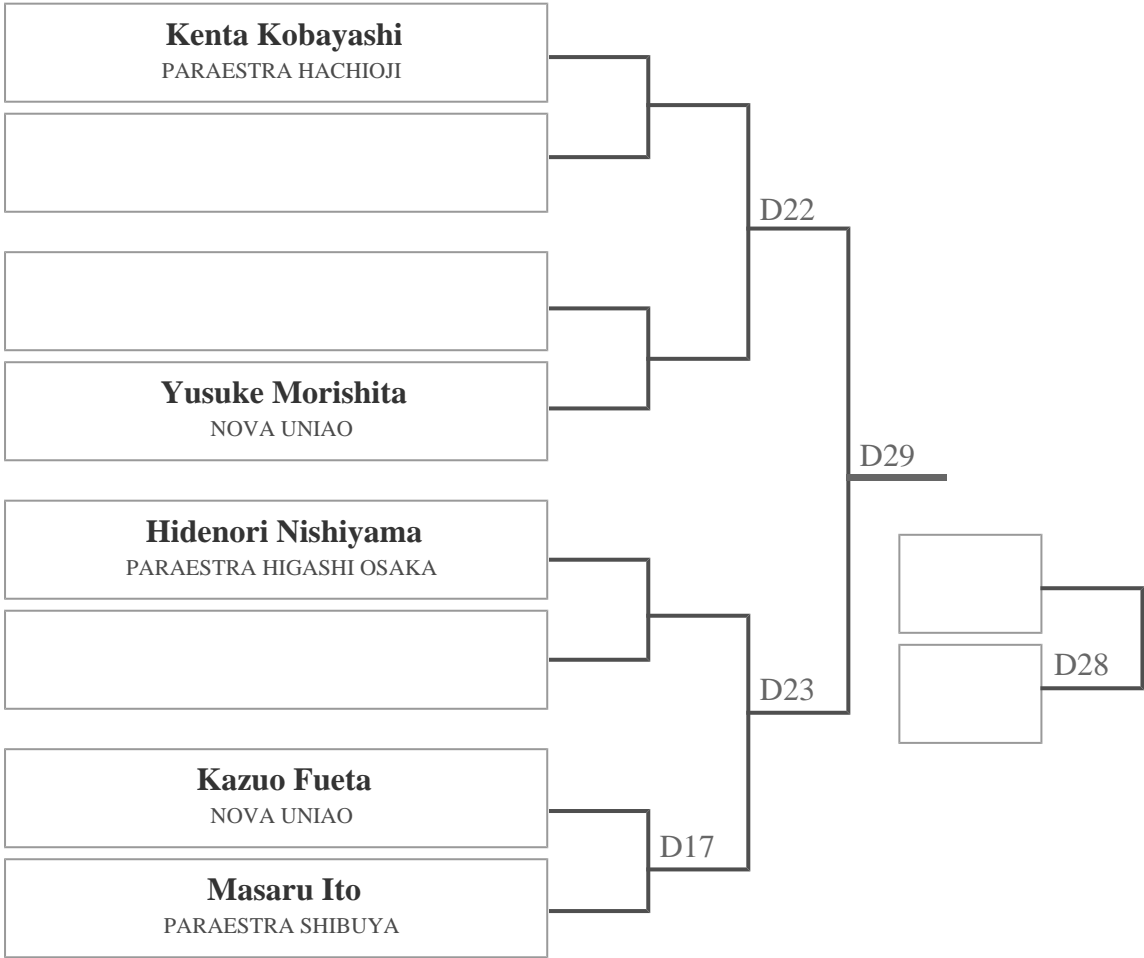 Kenta Kobayashi
PARAESTRA HACHIOJI
D22
Yusuke Morishita
NOVA UNIAO
D29
Hidenori Nishiyama
PARAESTRA HIGASHI OSAKA
D28
D23
Kazuo Fueta
NOVA UNIAO
D17
Masaru Ito
PARAESTRA SHIBUYA